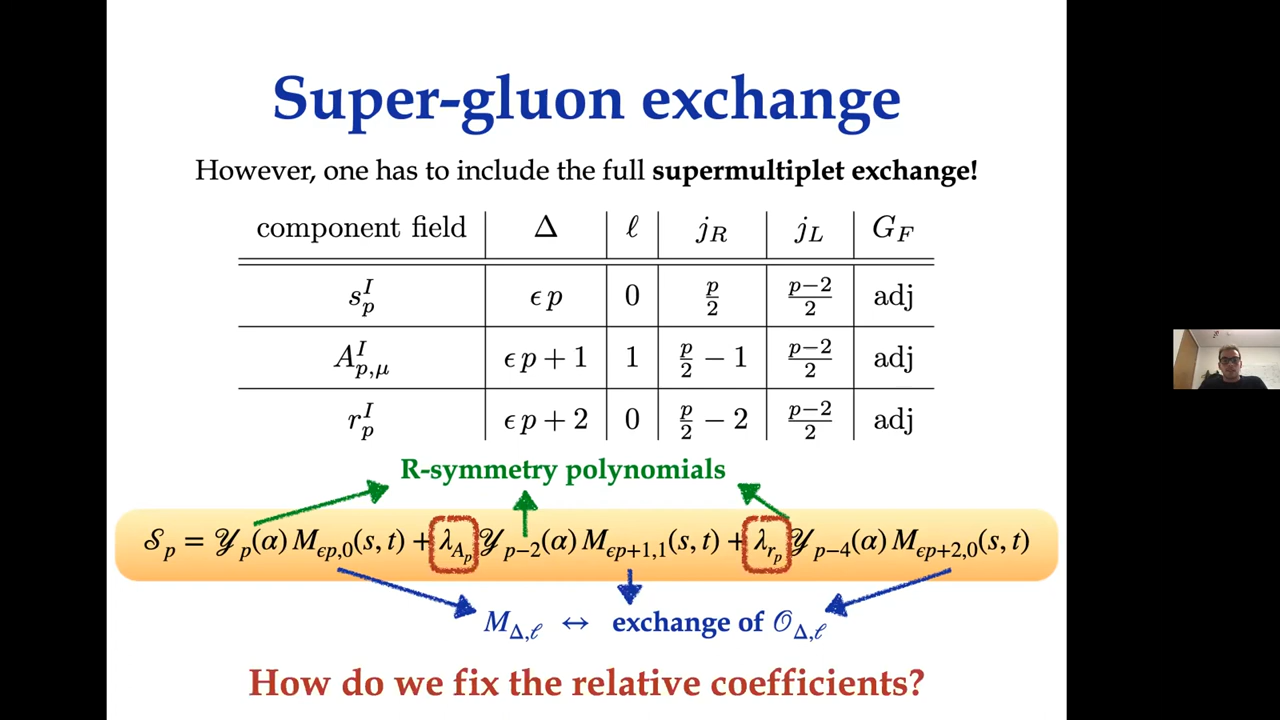 Super-gluon exchange
However, one has to include the full supermultiplet exchange!
component field Δ ℓ j_R j_L G_F
s_p^I ϵ p 0 p/2 (p−2)/2 adj
A_{p,μ}^I ϵ p + 1 1 p/2 − 1 (p−2)/2 adj
r_p^I ϵ p + 2 0 p/2 − 2 (p−2)/2 adj
R-symmetry polynomials
𝒮_p = 𝒴_p(α) M_{ϵp,0}(s, t) + λ_{A_p} 𝒴_{p−2}(α) M_{ϵp+1,1}(s, t) + λ_{r_p} 𝒴_{p−4}(α) M_{ϵp+2,0}(s, t)
M_{Δ,ℓ} ↔ exchange of 𝒪_{Δ,ℓ}
How do we fix the relative coefficients?